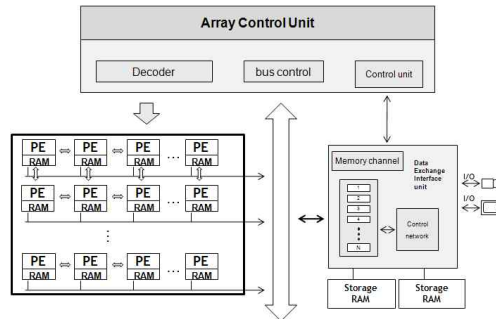 Array Control Unit
Decoder
bus control
Control unit
PE PE PE PE
RAM RAM RAM ... RAM
PE PE PE PE
RAM RAM RAM ... RAM
⋮
PE PE PE PE
RAM RAM RAM ... RAM
Memory channel
Data
Exchange
Interface
unit
1
2
3
4
N
Control
network
I/O
I/O
Storage
RAM
Storage
RAM